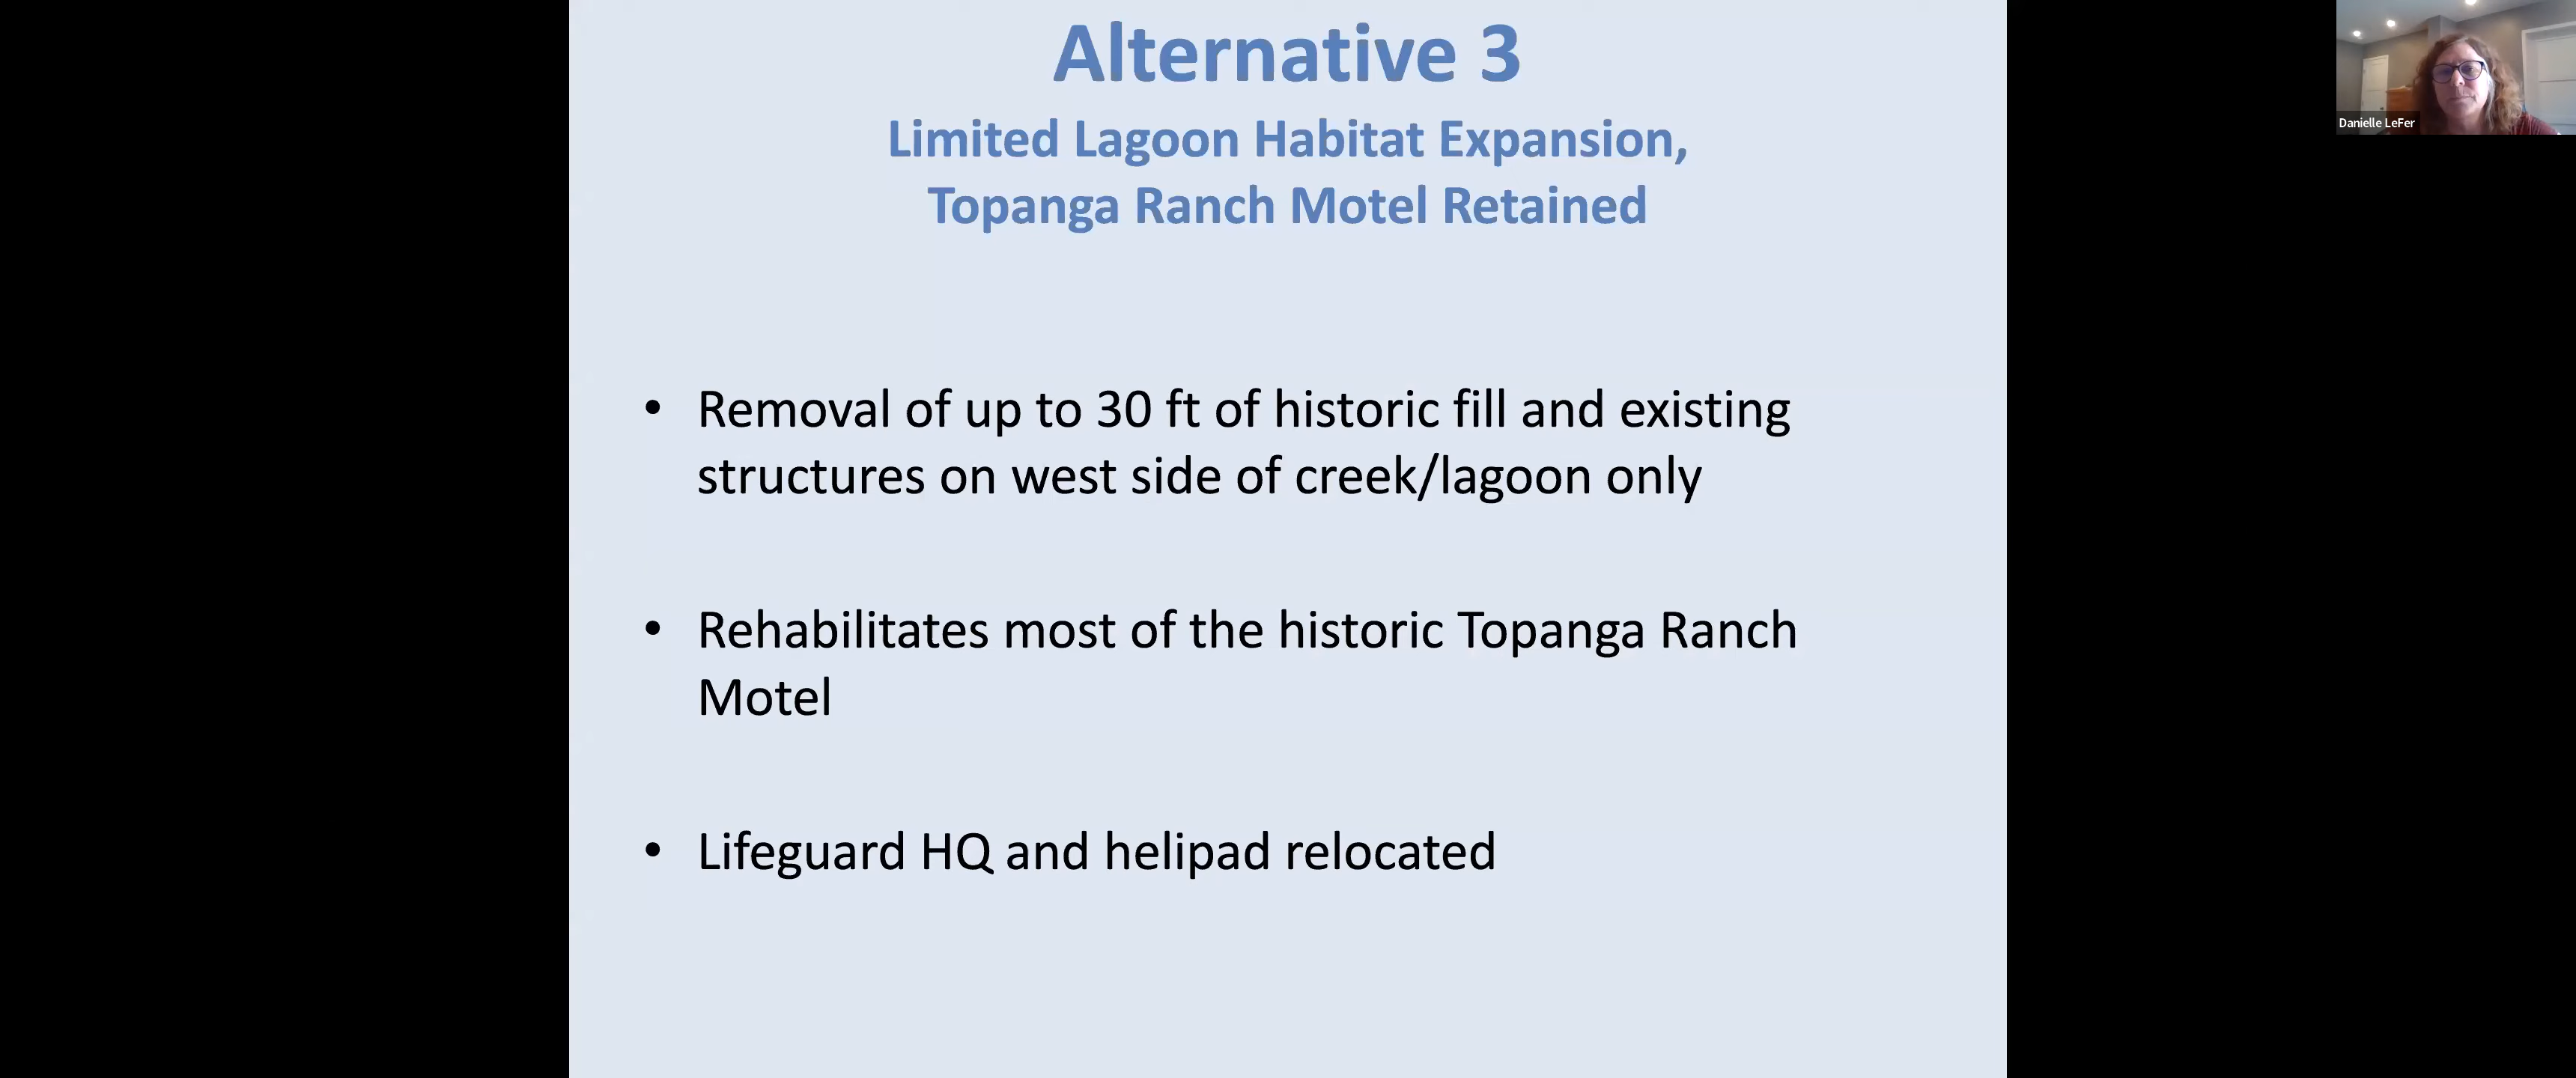 Alternative 3
Limited Lagoon Habitat Expansion,
Topanga Ranch Motel Retained
• Removal of up to 30 ft of historic fill and existing
structures on west side of creek/lagoon only
• Rehabilitates most of the historic Topanga Ranch
Motel
• Lifeguard HQ and helipad relocated
Danielle LeFer